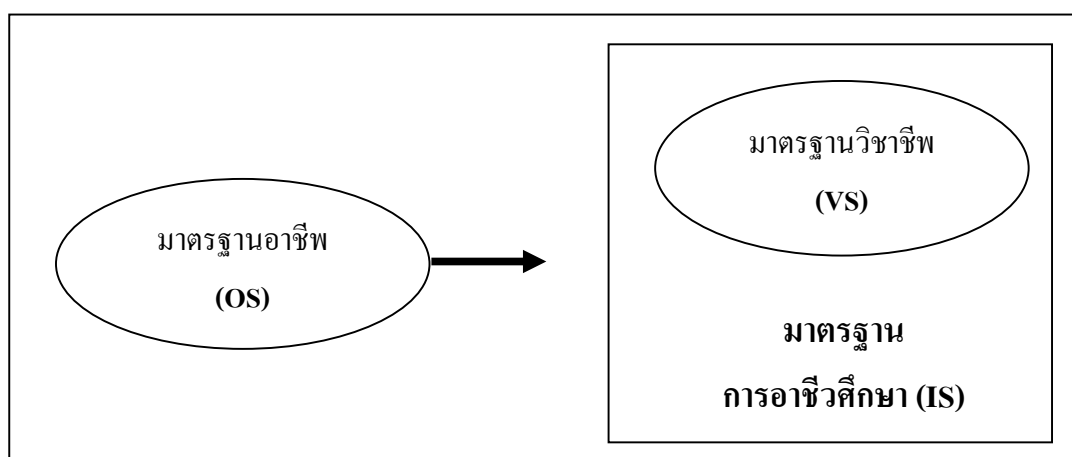 มาตรฐานอาชีพ
(OS)
มาตรฐานวิชาชีพ
(VS)
มาตรฐาน
การอาชีวศึกษา (IS)